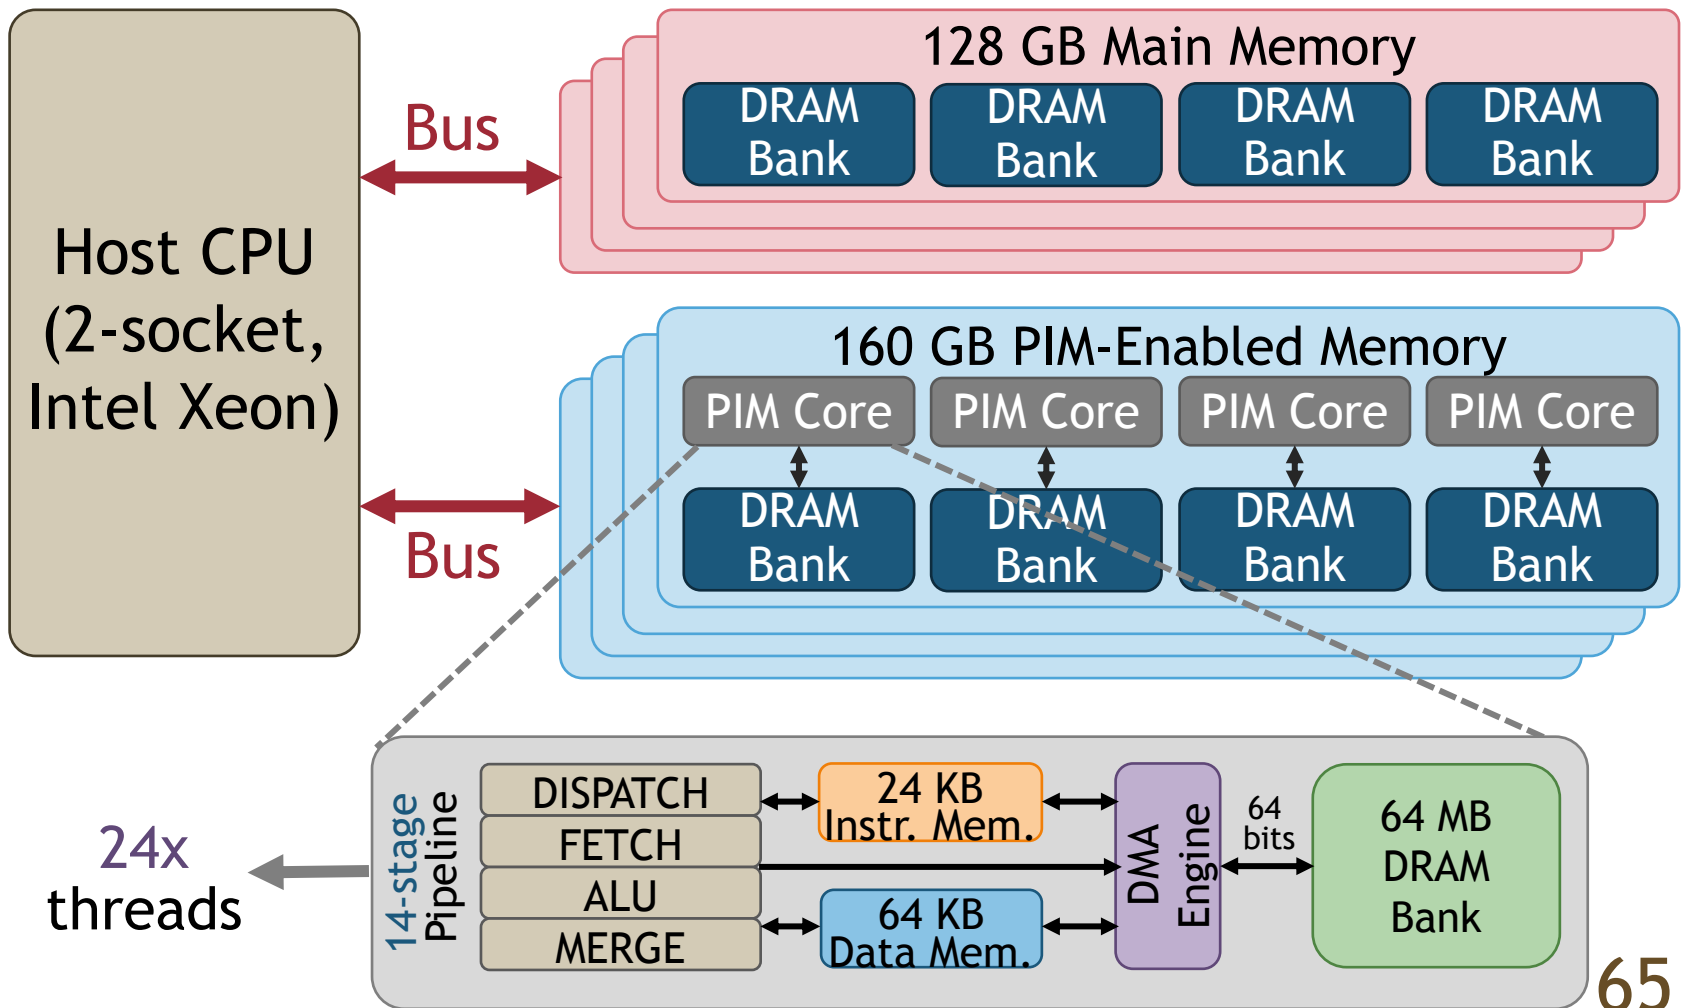 128 GB Main Memory
DRAM
Bank
DRAM
Bank
DRAM
Bank
DRAM
Bank
Bus
Host CPU
(2-socket,
Intel Xeon)
160 GB PIM-Enabled Memory
PIM Core
PIM Core
PIM Core
PIM Core
DRAM
Bank
DRAM
Bank
DRAM
Bank
DRAM
Bank
Bus
24x
threads
14-stage
Pipeline
DISPATCH
FETCH
ALU
MERGE
24 KB
Instr. Mem.
64 KB
Data Mem.
DMA
Engine
64
bits
64 MB
DRAM
Bank
65